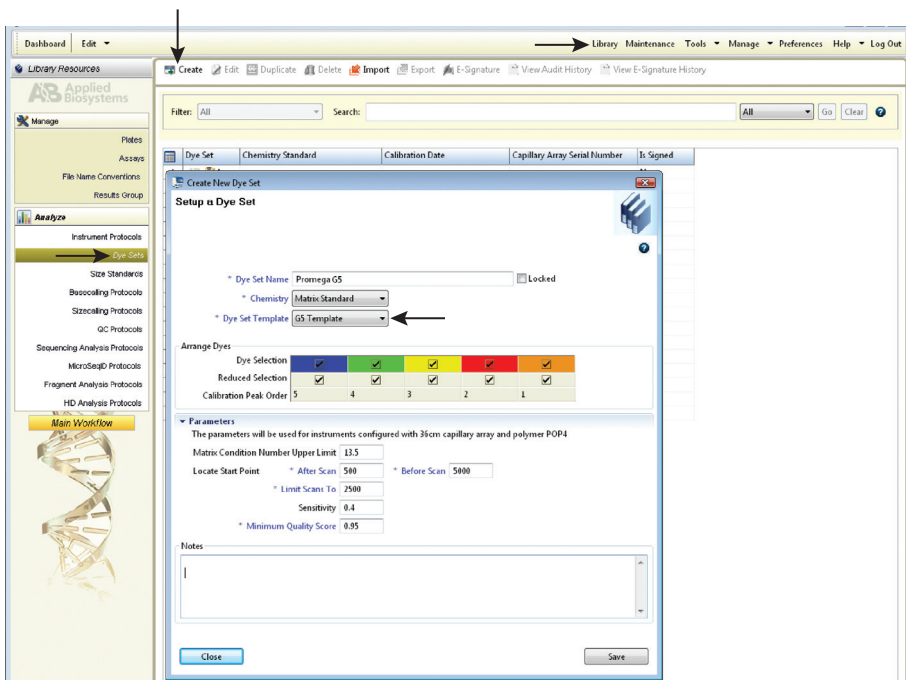 Dashboard Edit Library Maintenance Tools Manage Preferences Help Log Out
Library Resources
Create Edit Duplicate Delete Import Export E-Signature View Audit History View E-Signature History
AB Applied Biosystems
Filter: All Search: All Go Clear
Manage
Plates
Assays
File Name Conventions
Results Group
Analyze
Instrument Protocols
Dye Sets
Size Standards
Basecalling Protocols
Sizecalling Protocols
QC Protocols
Sequencing Analysis Protocols
MicroSeqID Protocols
Fragment Analysis Protocols
HD Analysis Protocols
Main Workflow
Dye Set Chemistry Standard Calibration Date Capillary Array Serial Number Is Signed
Create New Dye Set
Setup a Dye Set
* Dye Set Name Promega G5 Locked
* Chemistry Matrix Standard
* Dye Set Template G5 Template
Arrange Dyes
Dye Selection
Reduced Selection
Calibration Peak Order 5 4 3 2 1
Parameters
The parameters will be used for instruments configured with 36cm capillary array and polymer POP4
Matrix Condition Number Upper Limit 13.5
Locate Start Point * After Scan 500 * Before Scan 5000
* Limit Scans To 2500
Sensitivity 0.4
* Minimum Quality Score 0.95
Notes
Close Save